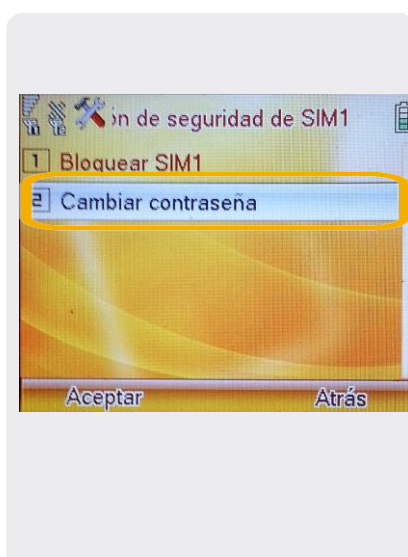 ón de seguridad de SIM1
1 Bloquear SIM1
2 Cambiar contraseña
Aceptar Atrás